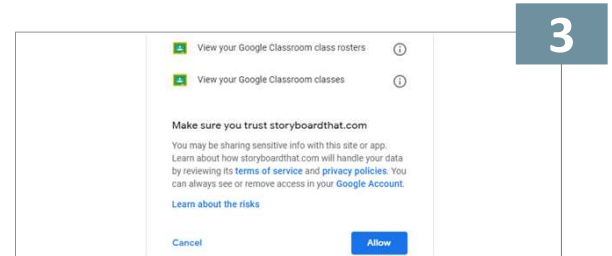 3
View your Google Classroom class rosters
View your Google Classroom classes
Make sure you trust storyboardthat.com
You may be sharing sensitive info with this site or app.
Learn about how storyboardthat.com will handle your data
by reviewing its terms of service and privacy policies. You
can always see or remove access in your Google Account.
Learn about the risks
Cancel Allow